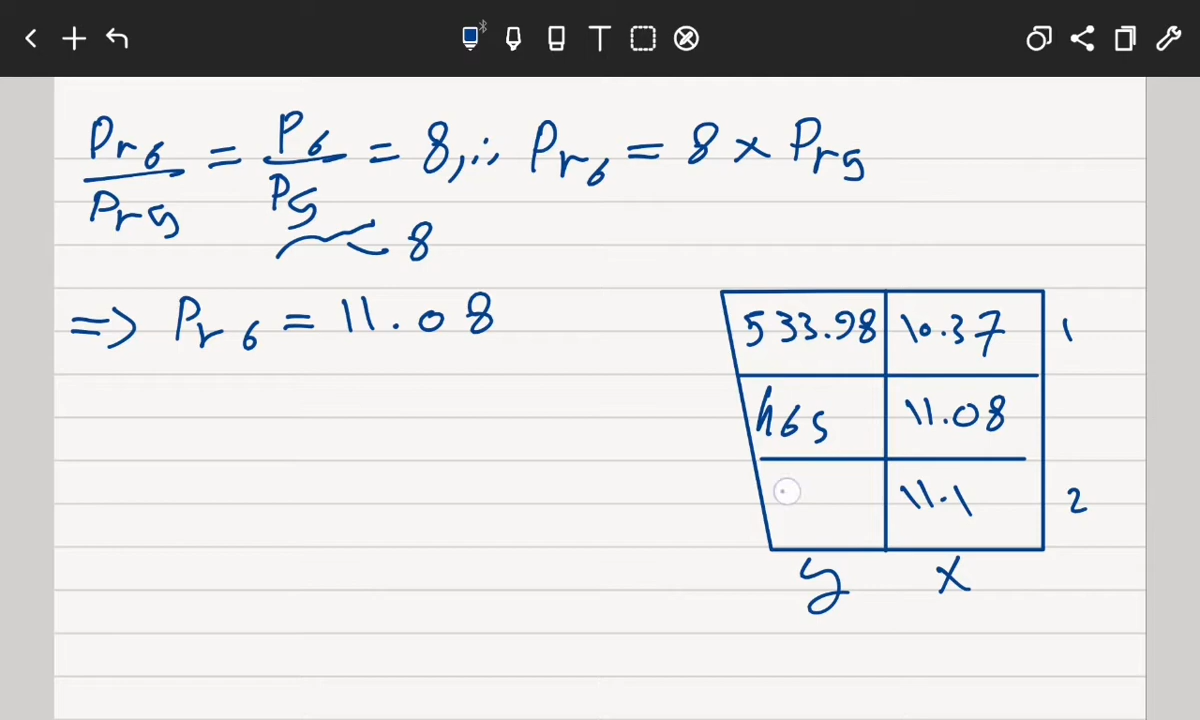 Pr6/Pr5 = P6/P5 = 8, ∴ Pr6 = 8 × Pr5
8
=> Pr6 = 11.08
533.98 10.37 1
h6s 11.08
11.1 2
y x
T